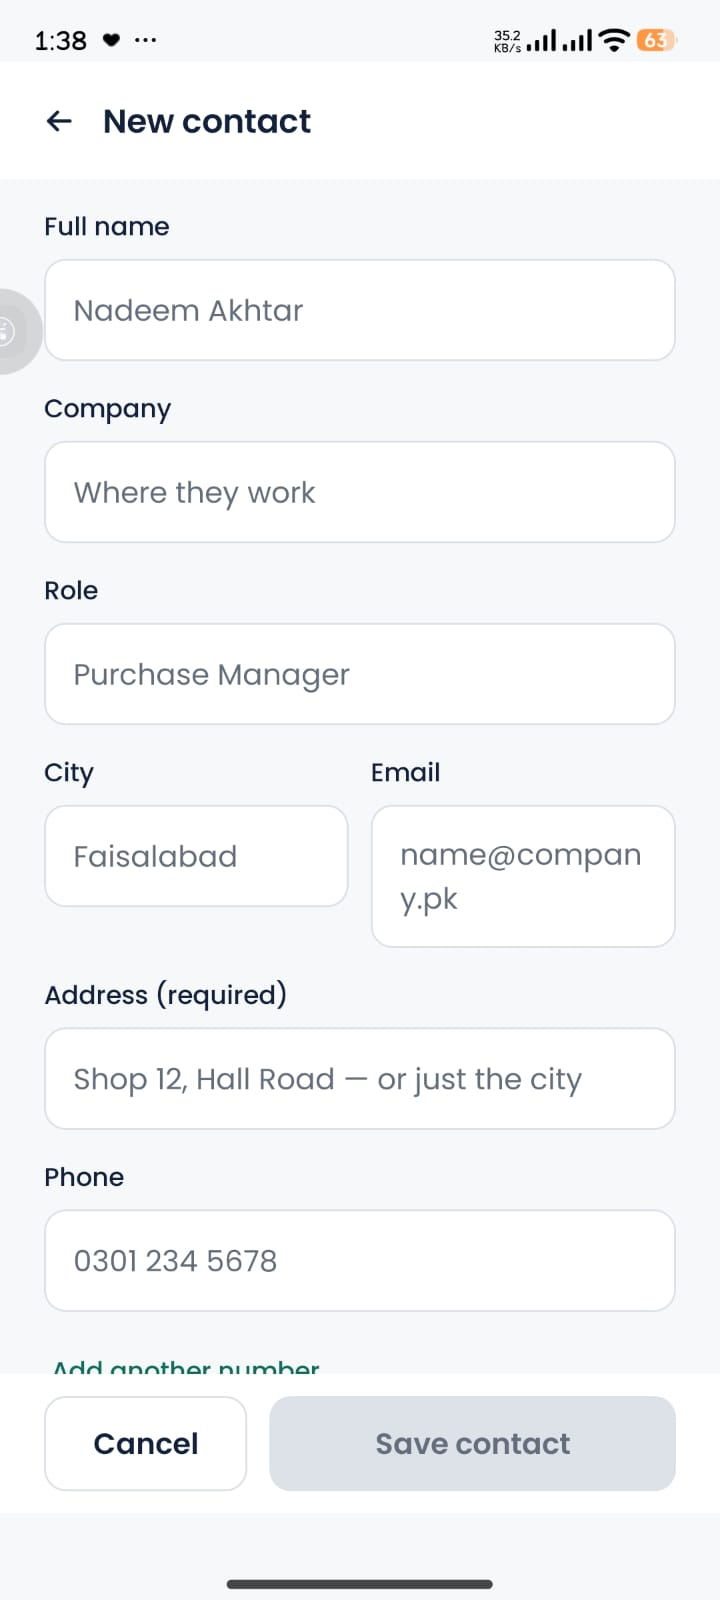 1:38
35.2
KB/s
63
New contact
Full name
Nadeem Akhtar
Company
Where they work
Role
Purchase Manager
City
Email
Faisalabad
name@compan
y.pk
Address (required)
Shop 12, Hall Road — or just the city
Phone
0301 234 5678
Add another number
Cancel
Save contact